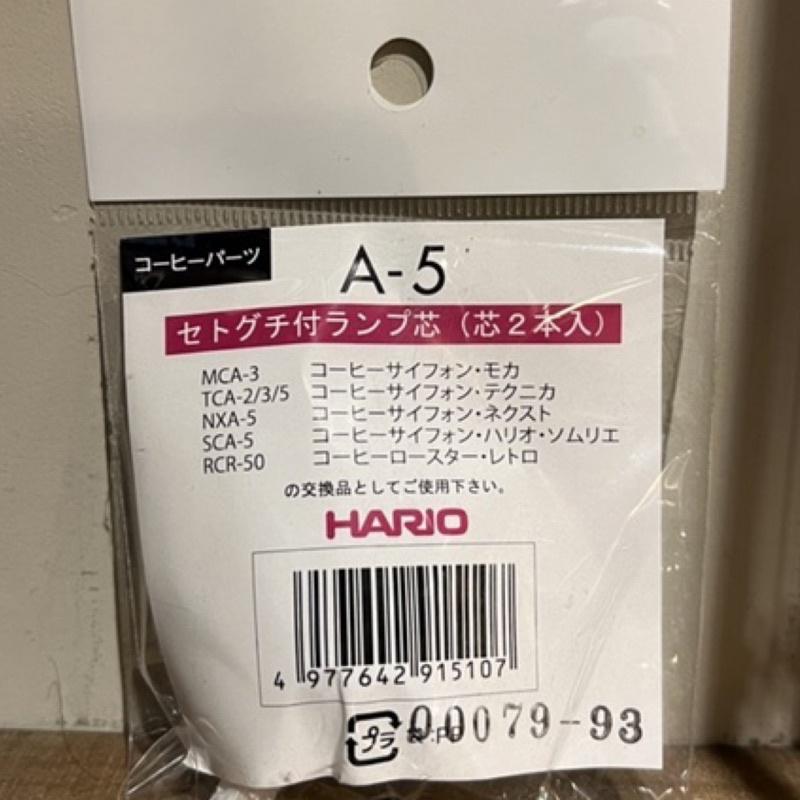 コーヒーパーツ
A-5
セトグチ付ランプ芯（芯２本入）
MCA-3 コーヒーサイフォン・モカ
TCA-2/3/5 コーヒーサイフォン・テクニカ
NXA-5 コーヒーサイフォン・ネクスト
SCA-5 コーヒーサイフォン・ハリオ・ソムリエ
RCR-50 コーヒーロースター・レトロ
の交換品としてご使用下さい。
HARIO
4 977642 915107
プラ 袋:PP 00079-93